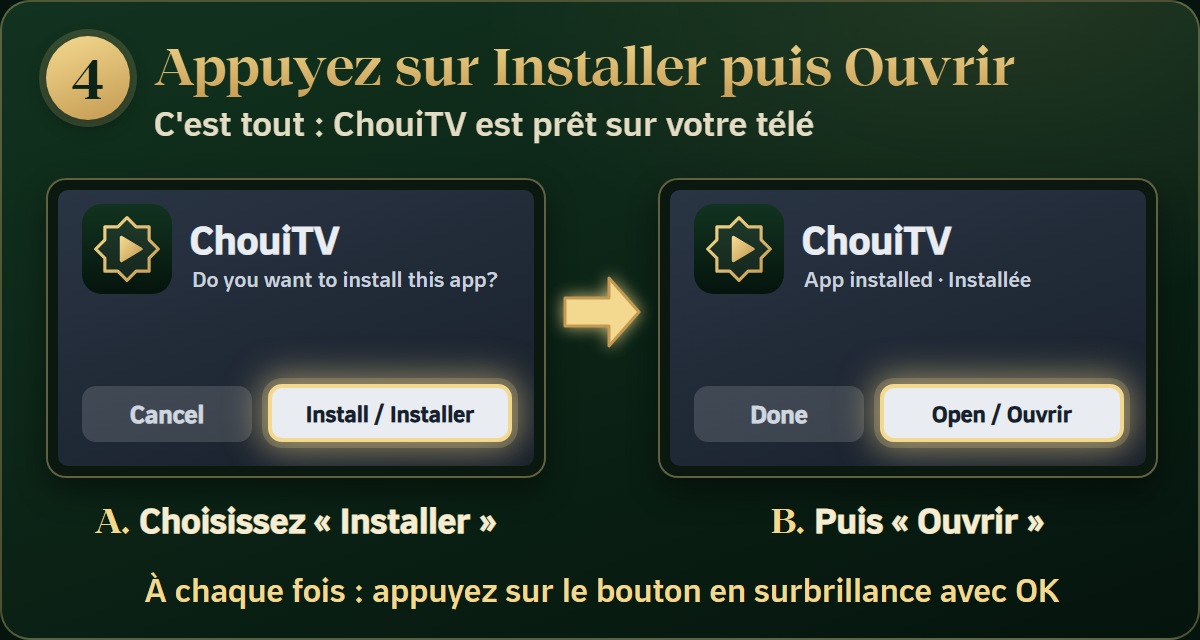 4
Appuyez sur Installer puis Ouvrir
C'est tout : ChouiTV est prêt sur votre télé
ChouiTV
Do you want to install this app?
Cancel
Install / Installer
A. Choisissez « Installer »
ChouiTV
App installed · Installée
Done
Open / Ouvrir
B. Puis « Ouvrir »
À chaque fois : appuyez sur le bouton en surbrillance avec OK